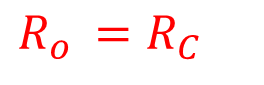 R_o = R_C